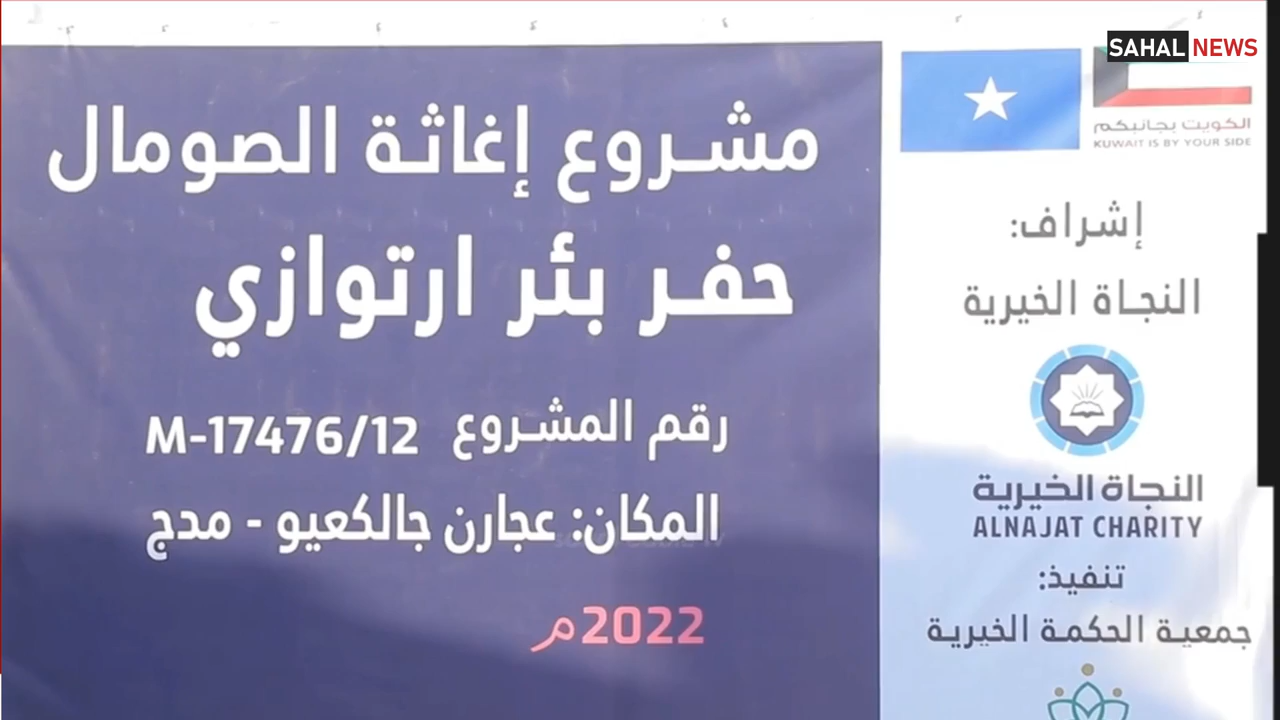 SAHAL NEWS
مشروع إغاثة الصومال
حفر بئر ارتوازي
رقم المشروع M-17476/12
المكان: عجارن جالكعيو - مدج
2022م
الكويت بجانبكم
KUWAIT IS BY YOUR SIDE
إشراف:
النجاة الخيرية
النجاة الخيرية
ALNAJAT CHARITY
تنفيذ:
جمعية الحكمة الخيرية